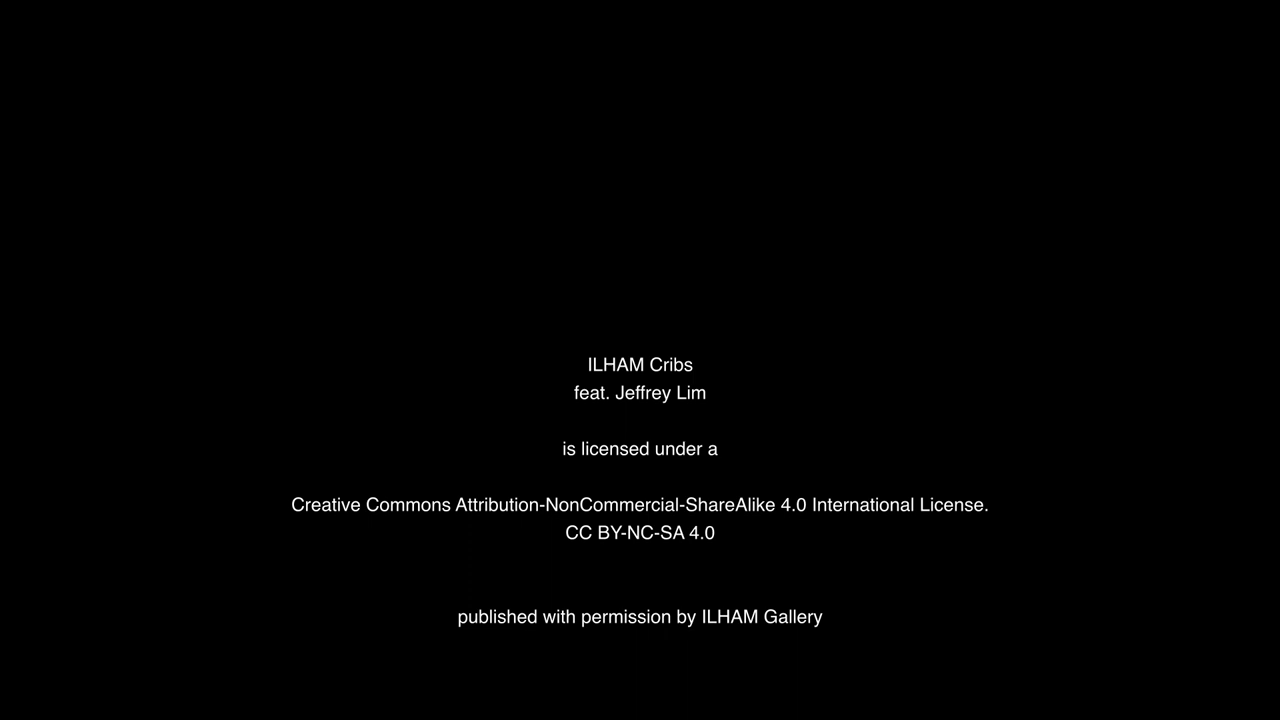 ILHAM Cribs
feat. Jeffrey Lim
is licensed under a
Creative Commons Attribution-NonCommercial-ShareAlike 4.0 International License.
CC BY-NC-SA 4.0
published with permission by ILHAM Gallery